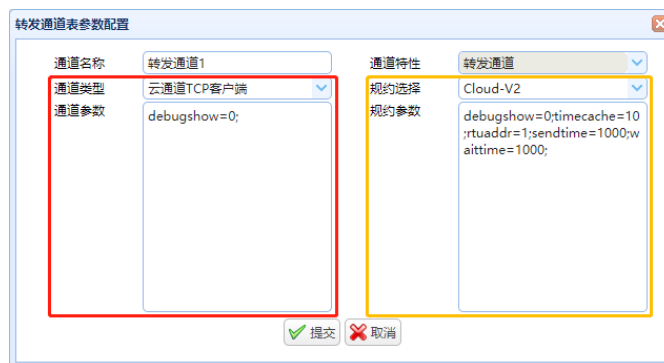 转发通道表参数配置
通道名称 转发通道1 通道特性 转发通道
通道类型 云通道TCP客户端 规约选择 Cloud-V2
通道参数 debugshow=0; 规约参数 debugshow=0;timecache=10
;rtuaddr=1;sendtime=1000;w
aittime=1000;
提交 取消